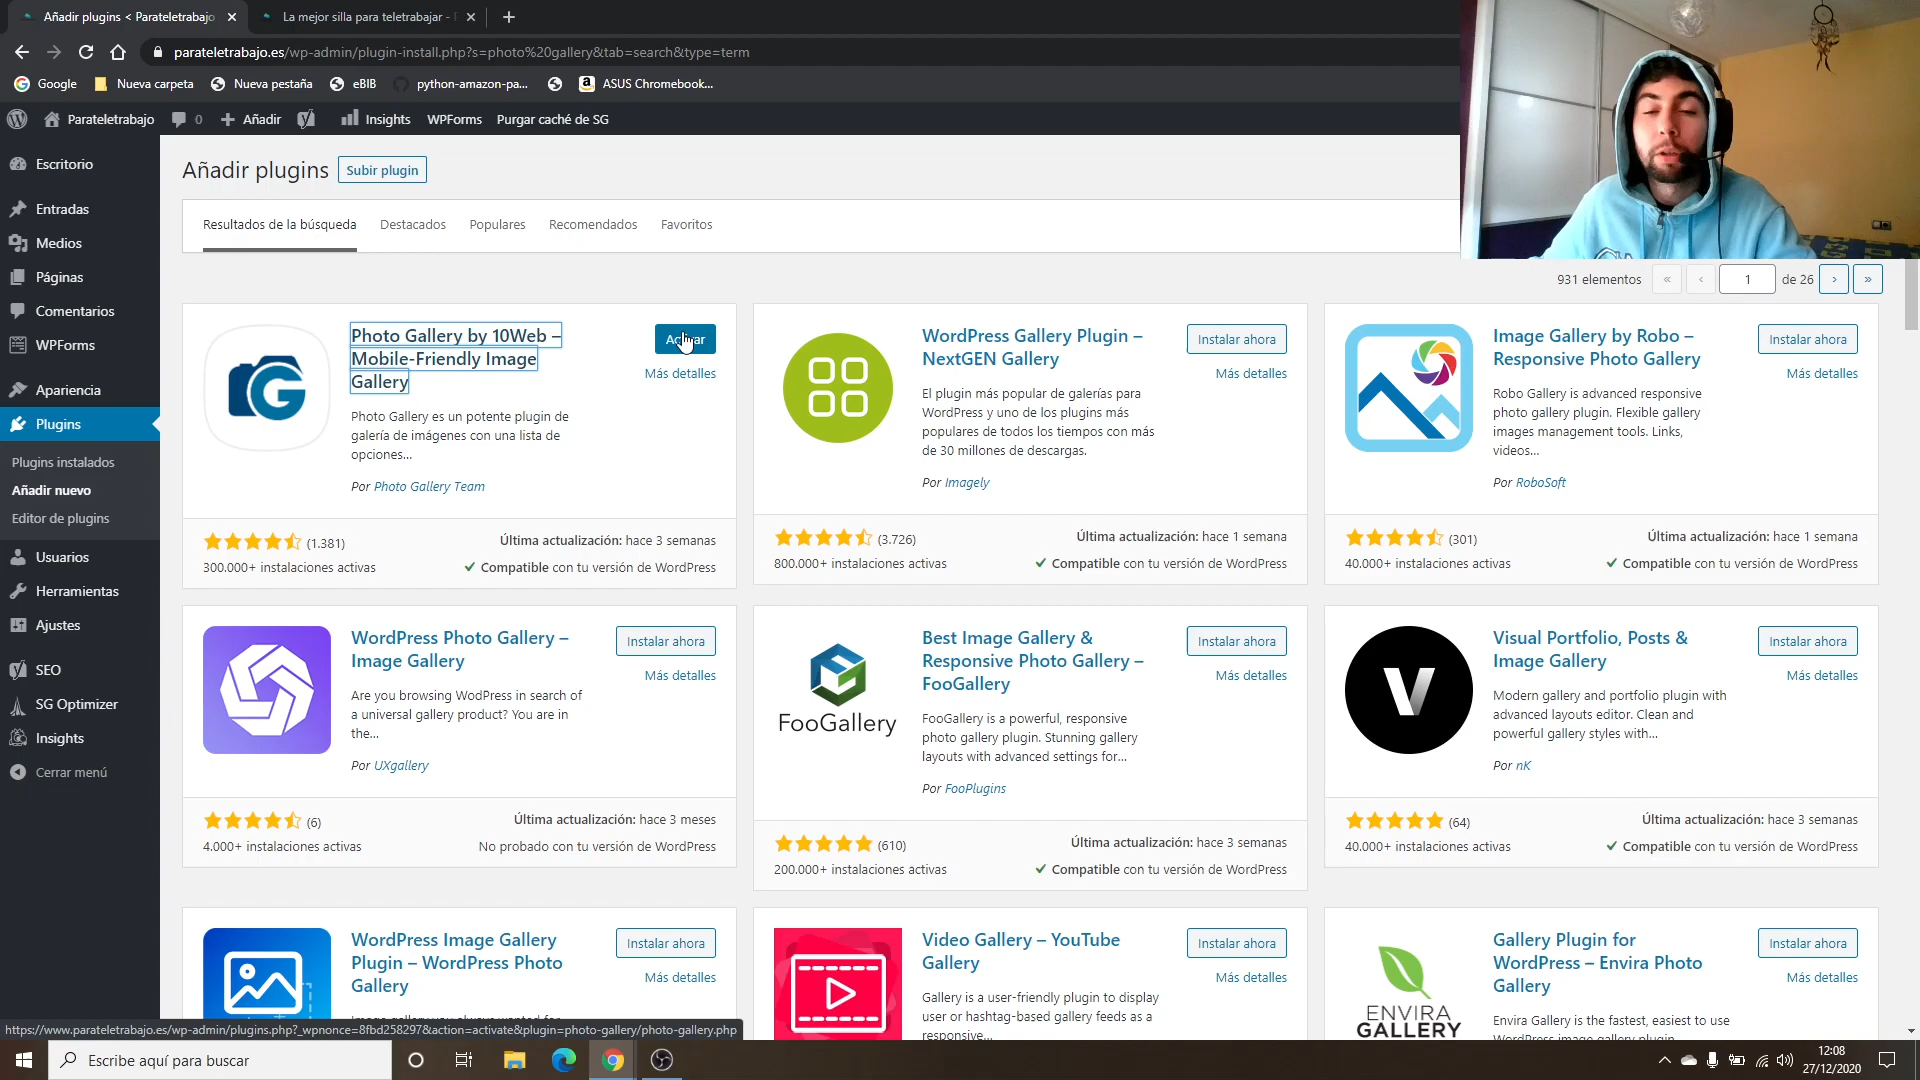 Añadir plugins < Parateletrabajo
La mejor silla para teletrabajar -
parateletrabajo.es/wp-admin/plugin-install.php?s=photo%20gallery&tab=search&type=term
Google
Nueva carpeta
Nueva pestaña
eBIB
python-amazon-pa...
ASUS Chromebook...
Parateletrabajo
0
Añadir
Insights
WPForms
Purgar caché de SG
Escritorio
Entradas
Medios
Páginas
Comentarios
WPForms
Apariencia
Plugins
Plugins instalados
Añadir nuevo
Editor de plugins
Usuarios
Herramientas
Ajustes
SEO
SG Optimizer
Insights
Cerrar menú
Añadir plugins
Subir plugin
Resultados de la búsqueda
Destacados
Populares
Recomendados
Favoritos
931 elementos
«
‹
1
de 26
›
»
Photo Gallery by 10Web –
Mobile-Friendly Image
Gallery
Más detalles
Photo Gallery es un potente plugin de
galería de imágenes con una lista de
opciones...
Por Photo Gallery Team
(1.381)
300.000+ instalaciones activas
Última actualización: hace 3 semanas
Compatible con tu versión de WordPress
WordPress Gallery Plugin –
NextGEN Gallery
Instalar ahora
Más detalles
El plugin más popular de galerías para
WordPress y uno de los plugins más
populares de todos los tiempos con más
de 30 millones de descargas.
Por Imagely
(3.726)
800.000+ instalaciones activas
Última actualización: hace 1 semana
Compatible con tu versión de WordPress
Image Gallery by Robo –
Responsive Photo Gallery
Instalar ahora
Más detalles
Robo Gallery is advanced responsive
photo gallery plugin. Flexible gallery
images management tools. Links,
videos...
Por RoboSoft
(301)
40.000+ instalaciones activas
Última actualización: hace 1 semana
Compatible con tu versión de WordPress
WordPress Photo Gallery –
Image Gallery
Instalar ahora
Más detalles
Are you browsing WodPress in search of
a universal gallery product? You are in
the...
Por UXgallery
(6)
4.000+ instalaciones activas
Última actualización: hace 3 meses
No probado con tu versión de WordPress
FooGallery
Best Image Gallery &
Responsive Photo Gallery –
FooGallery
Instalar ahora
Más detalles
FooGallery is a powerful, responsive
photo gallery plugin. Stunning gallery
layouts with advanced settings for...
Por FooPlugins
(610)
200.000+ instalaciones activas
Última actualización: hace 3 semanas
Compatible con tu versión de WordPress
Visual Portfolio, Posts &
Image Gallery
Instalar ahora
Más detalles
Modern gallery and portfolio plugin with
advanced layouts editor. Clean and
powerful gallery styles with...
Por nK
(64)
40.000+ instalaciones activas
Última actualización: hace 3 semanas
Compatible con tu versión de WordPress
WordPress Image Gallery
Plugin – WordPress Photo
Gallery
Instalar ahora
Más detalles
Video Gallery – YouTube
Gallery
Instalar ahora
Más detalles
Gallery is a user-friendly plugin to display
user or hashtag-based gallery feeds as a
responsive...
ENVIRA
GALLERY
Gallery Plugin for
WordPress – Envira Photo
Gallery
Instalar ahora
Más detalles
Envira Gallery is the fastest, easiest to use
WordPress image gallery plugin
https://www.parateletrabajo.es/wp-admin/plugins.php?_wpnonce=8fbd258297&action=activate&plugin=photo-gallery/photo-gallery.php
Escribe aquí para buscar
12:08
27/12/2020